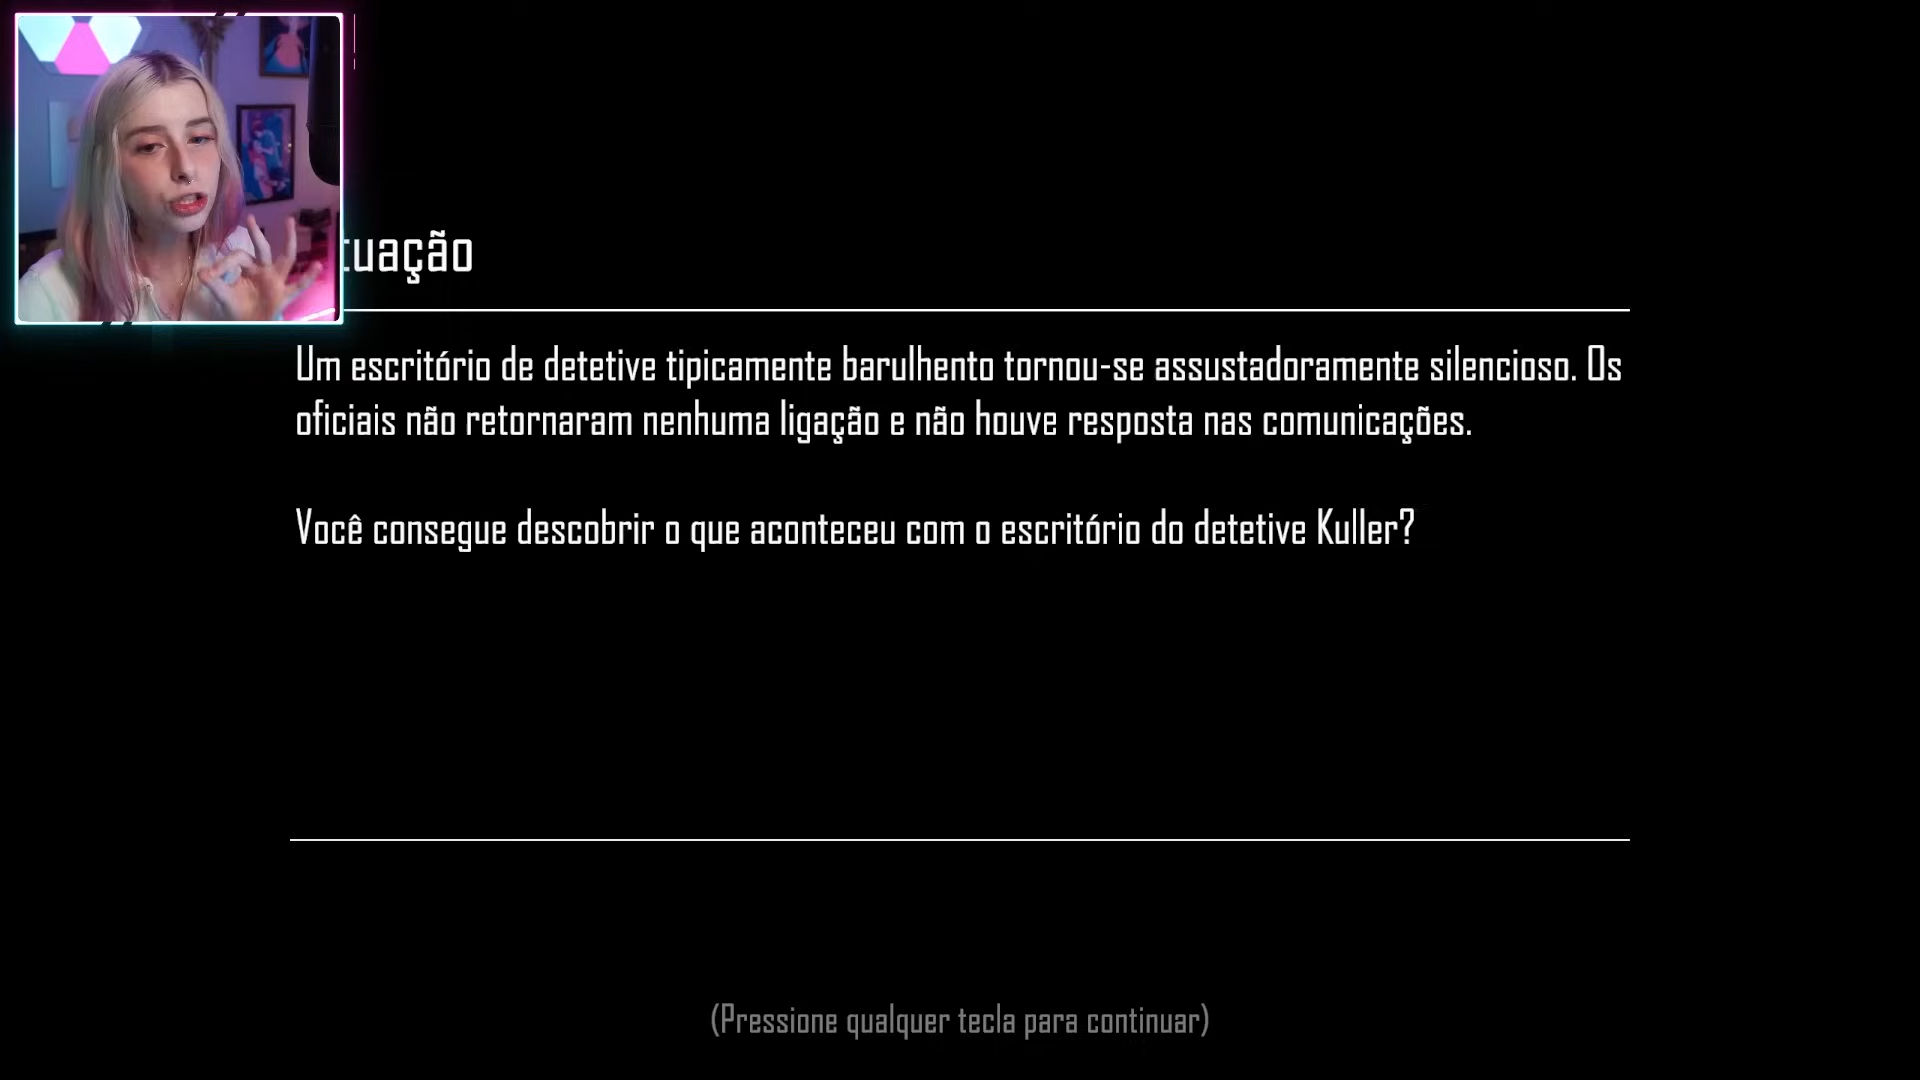 tuação
Um escritório de detetive tipicamente barulhento tornou-se assustadoramente silencioso. Os
oficiais não retornaram nenhuma ligação e não houve resposta nas comunicações.
Você consegue descobrir o que aconteceu com o escritório do detetive Kuller?
(Pressione qualquer tecla para continuar)